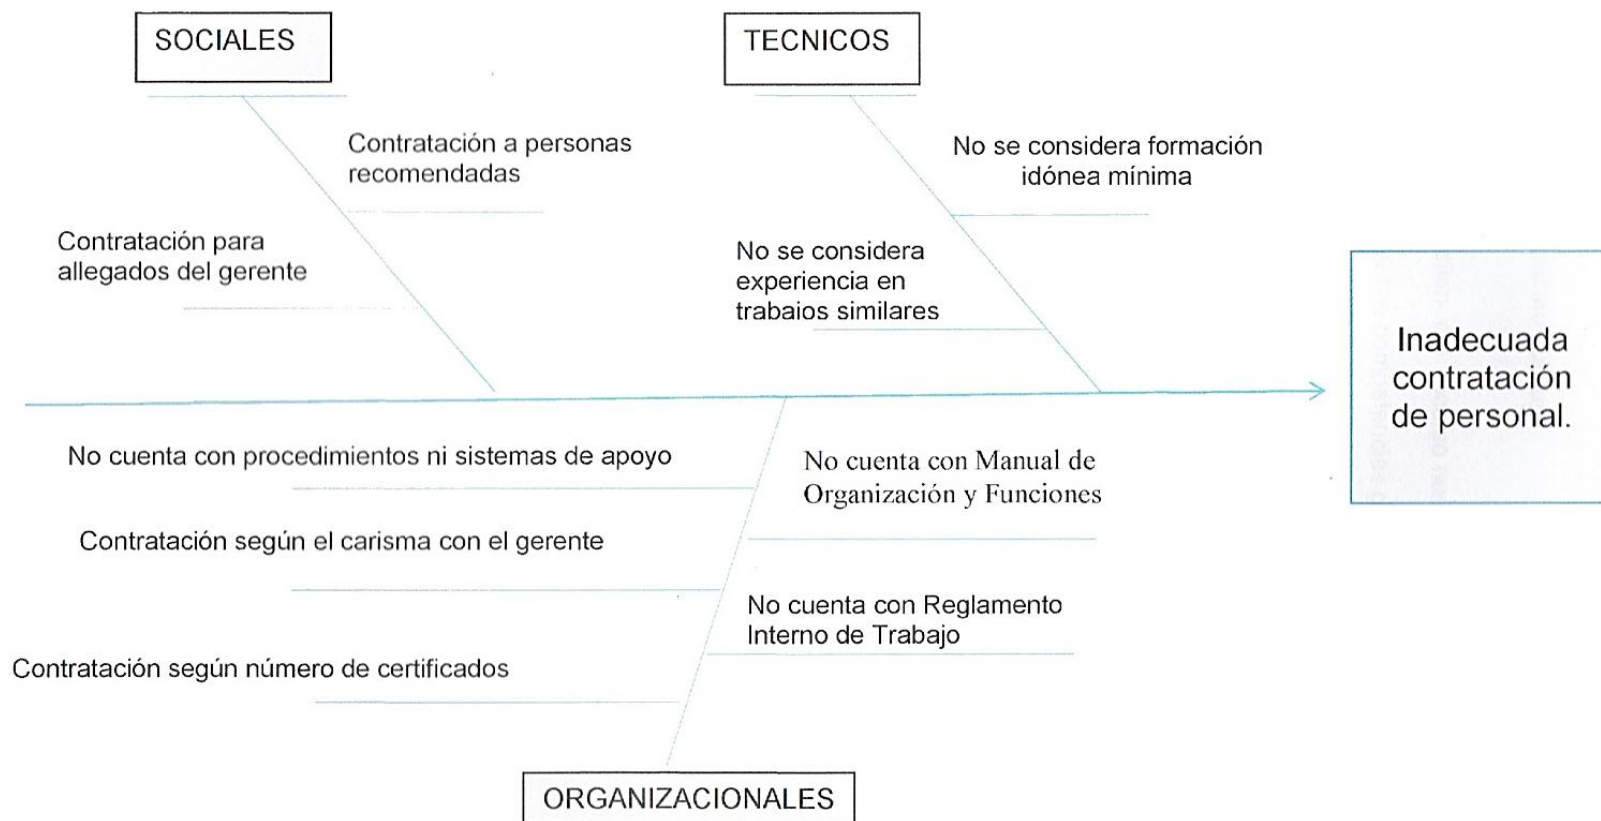 SOCIALES
TECNICOS
Contratación a personas
recomendadas
No se considera formación
idónea mínima
Contratación para
allegados del gerente
No se considera
experiencia en
trabaios similares
Inadecuada
contratación
de personal.
No cuenta con procedimientos ni sistemas de apoyo
No cuenta con Manual de
Organización y Funciones
Contratación según el carisma con el gerente
No cuenta con Reglamento
Interno de Trabajo
Contratación según número de certificados
ORGANIZACIONALES